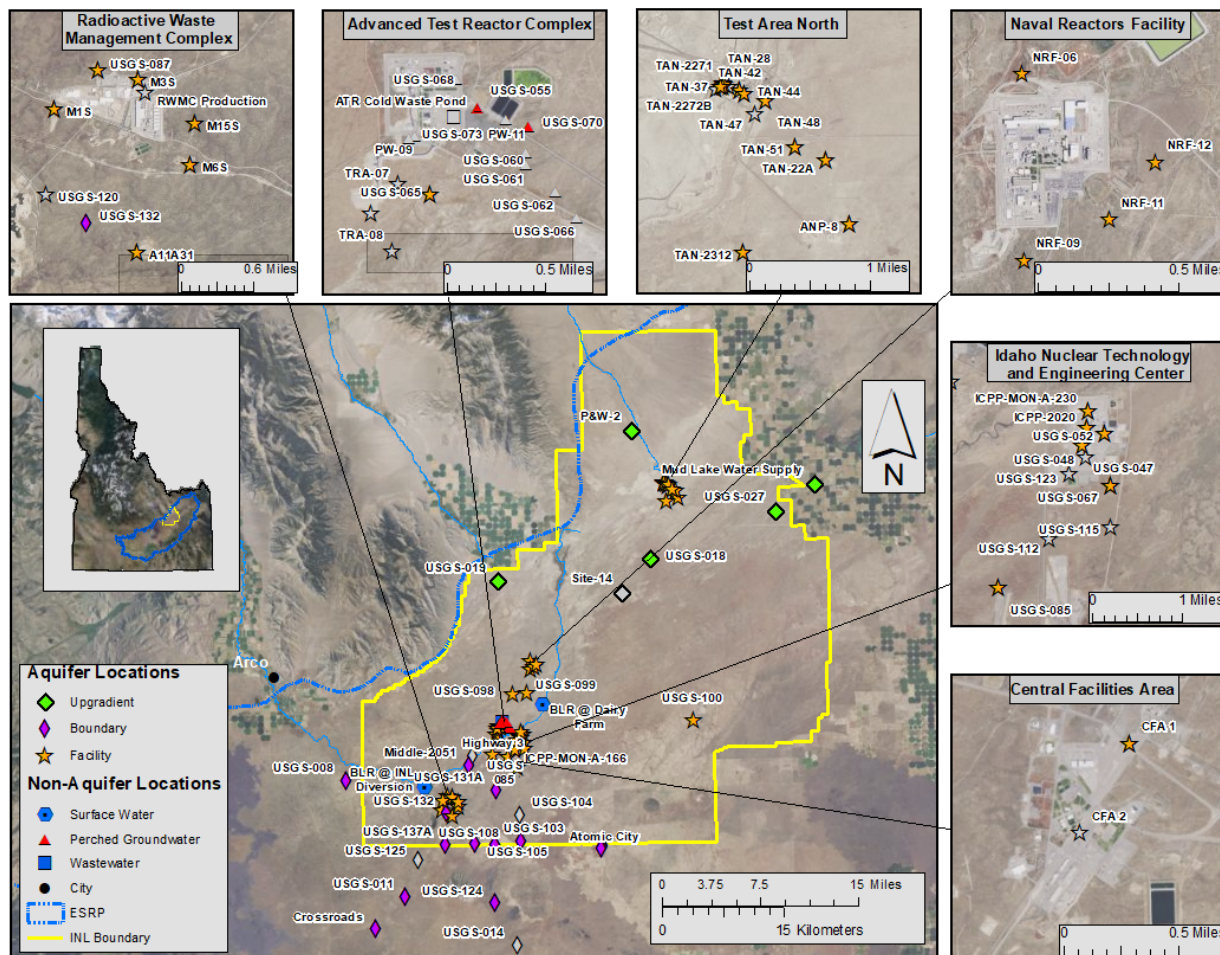 Radioactive Waste
Management Complex
USGS-087
M3S
RWMC Production
M1S
M15S
M6S
USGS-120
USGS-132
A11A31
0 0.6 Miles
Advanced Test Reactor Complex
USGS-068
USGS-055
ATR Cold Waste Pond
USGS-070
USGS-073
PW-11
PW-09
USGS-060
TRA-07
USGS-061
USGS-065
USGS-062
USGS-066
TRA-08
0 0.5 Miles
Test Area North
TAN-28
TAN-2271
TAN-42
TAN-37
TAN-44
TAN-2272B
TAN-47
TAN-48
TAN-51
TAN-22A
ANP-8
TAN-2312
0 1 Miles
Naval Reactors Facility
NRF-06
NRF-12
NRF-11
NRF-09
0 0.5 Miles
Idaho Nuclear Technology
and Engineering Center
ICPP-MON-A-230
ICPP-2020
USGS-052
USGS-048
USGS-047
USGS-123
USGS-067
USGS-115
USGS-112
USGS-085
0 1 Miles
Central Facilities Area
CFA 1
CFA 2
0 0.5 Miles
P&W-2
N
Mud Lake Water Supply
USGS-027
USGS-018
USGS-019
Site-14
Arco
USGS-098
USGS-099
BLR @ Dairy
Farm
USGS-100
Highway 3
Middle-2051
ICPP-MON-A-166
USGS-008
BLR @ INL
Diversion
USGS-131A
USGS
085
USGS-132
USGS-104
USGS-137A
USGS-108
USGS-103
Atomic City
USGS-125
USGS-105
USGS-011
USGS-124
Crossroads
USGS-014
Aquifer Locations
Upgradient
Boundary
Facility
Non-Aquifer Locations
Surface Water
Perched Groundwater
Wastewater
City
ESRP
INL Boundary
0 3.75 7.5 15 Miles
0 15 Kilometers